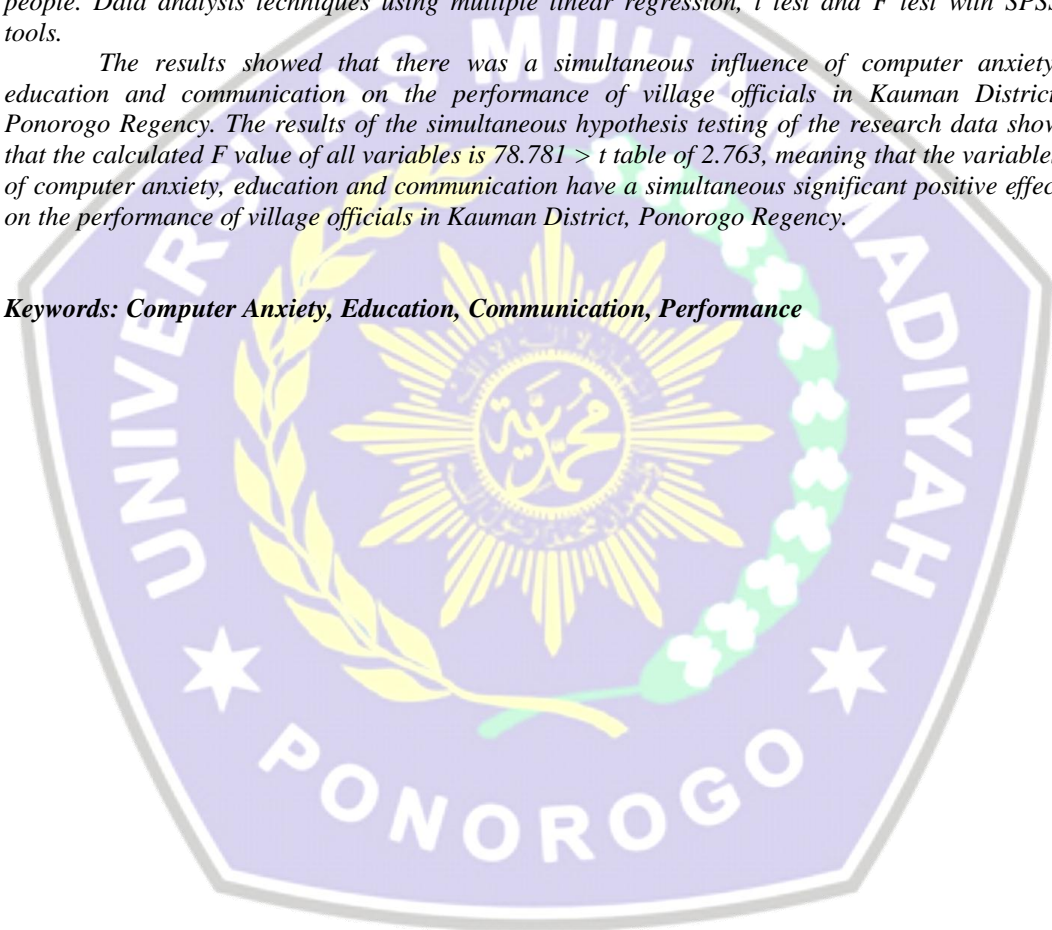 people. Data analysis techniques using multiple linear regression, t test and F test with SPSS
tools.
The results showed that there was a simultaneous influence of computer anxiety
education and communication on the performance of village officials in Kauman District
Ponorogo Regency. The results of the simultaneous hypothesis testing of the research data show
that the calculated F value of all variables is 78.781 > t table of 2.763, meaning that the variable
of computer anxiety, education and communication have a simultaneous significant positive effec
on the performance of village officials in Kauman District, Ponorogo Regency.
Keywords: Computer Anxiety, Education, Communication, Performance
UNIVERSITAS MUHAMMADIYAH
محمدية
PONOROGO